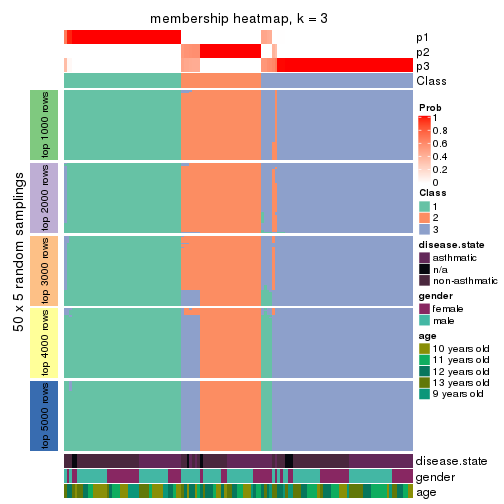 membership heatmap, k = 3
p1
p2
p3
Class
50 x 5 random samplings
top 1000 rows
top 2000 rows
top 3000 rows
top 4000 rows
top 5000 rows
disease.state
gender
age
Prob
1
0.8
0.6
0.4
0.2
0
Class
1
2
3
disease.state
asthmatic
n/a
non-asthmatic
gender
female
male
age
10 years old
11 years old
12 years old
13 years old
9 years old